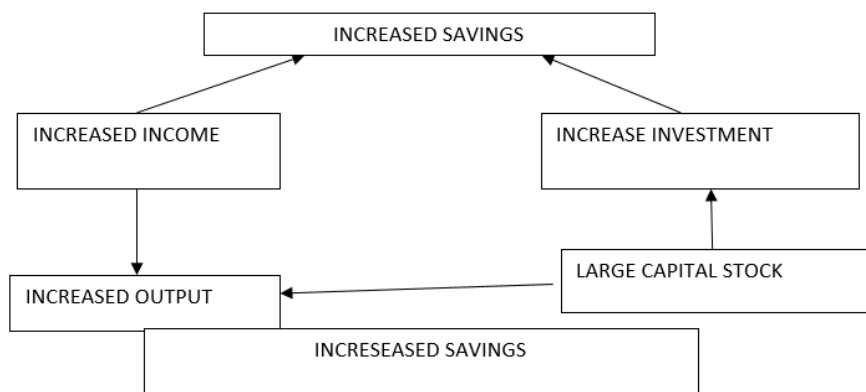 INCREASED SAVINGS
INCREASED INCOME
INCREASE INVESTMENT
LARGE CAPITAL STOCK
INCREASED OUTPUT
INCRESEASED SAVINGS